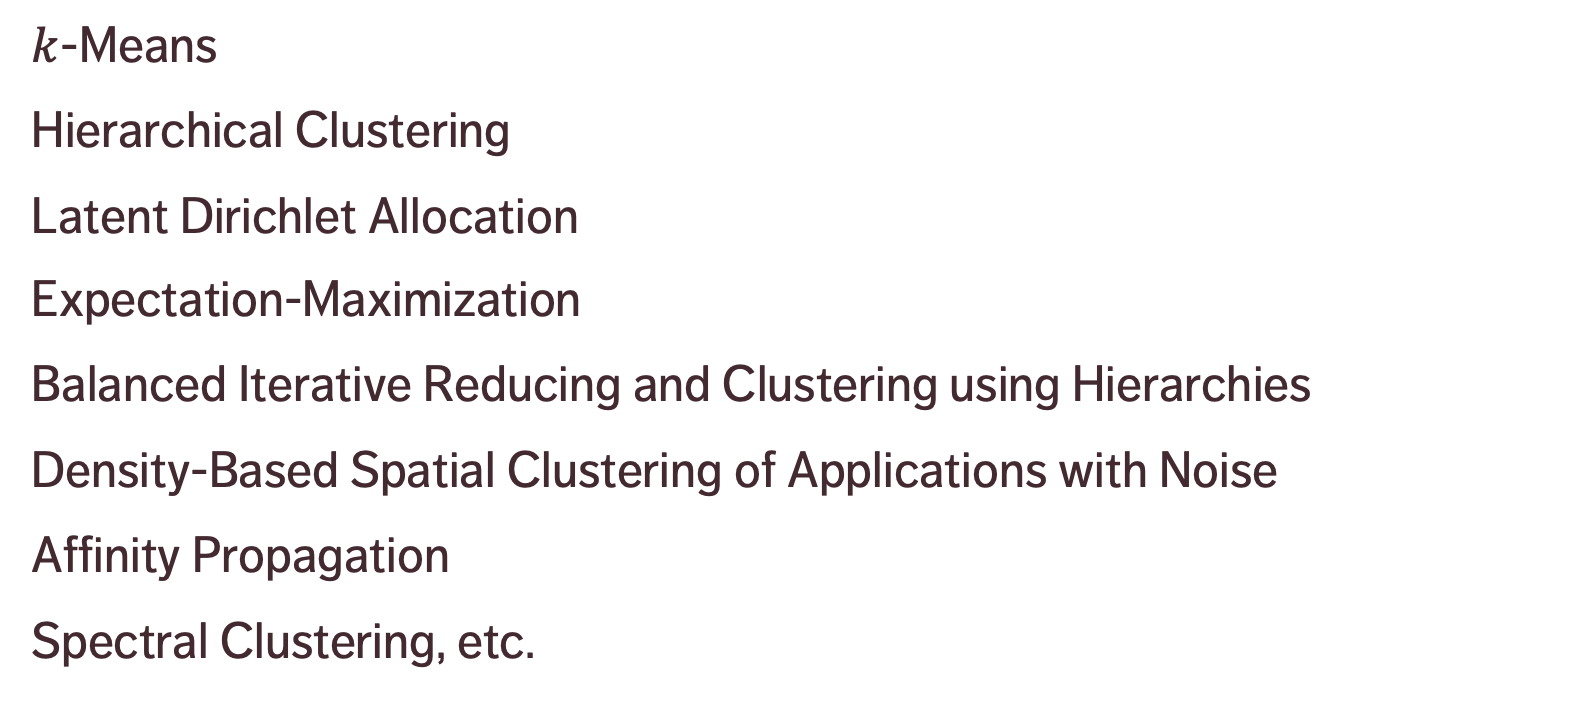 k-Means
Hierarchical Clustering
Latent Dirichlet Allocation
Expectation-Maximization
Balanced Iterative Reducing and Clustering using Hierarchies
Density-Based Spatial Clustering of Applications with Noise
Affinity Propagation
Spectral Clustering, etc.